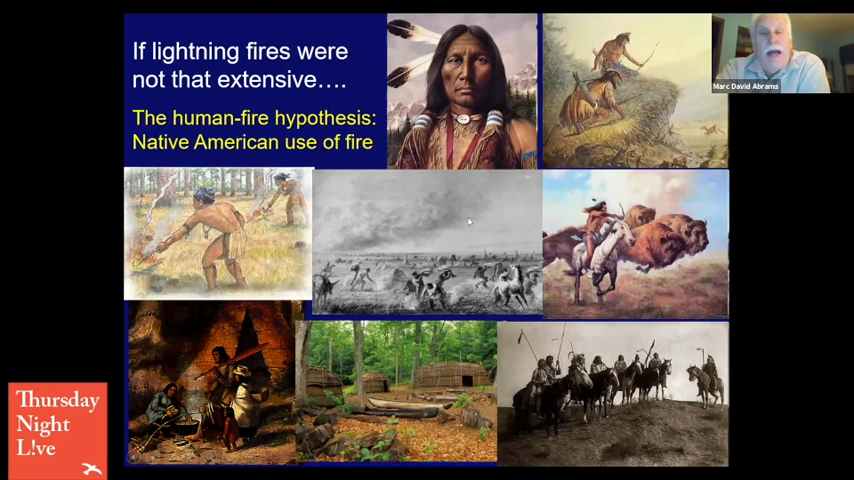 If lightning fires were
not that extensive….
The human-fire hypothesis:
Native American use of fire
Marc David Abrams
Thursday
Night
L!ve